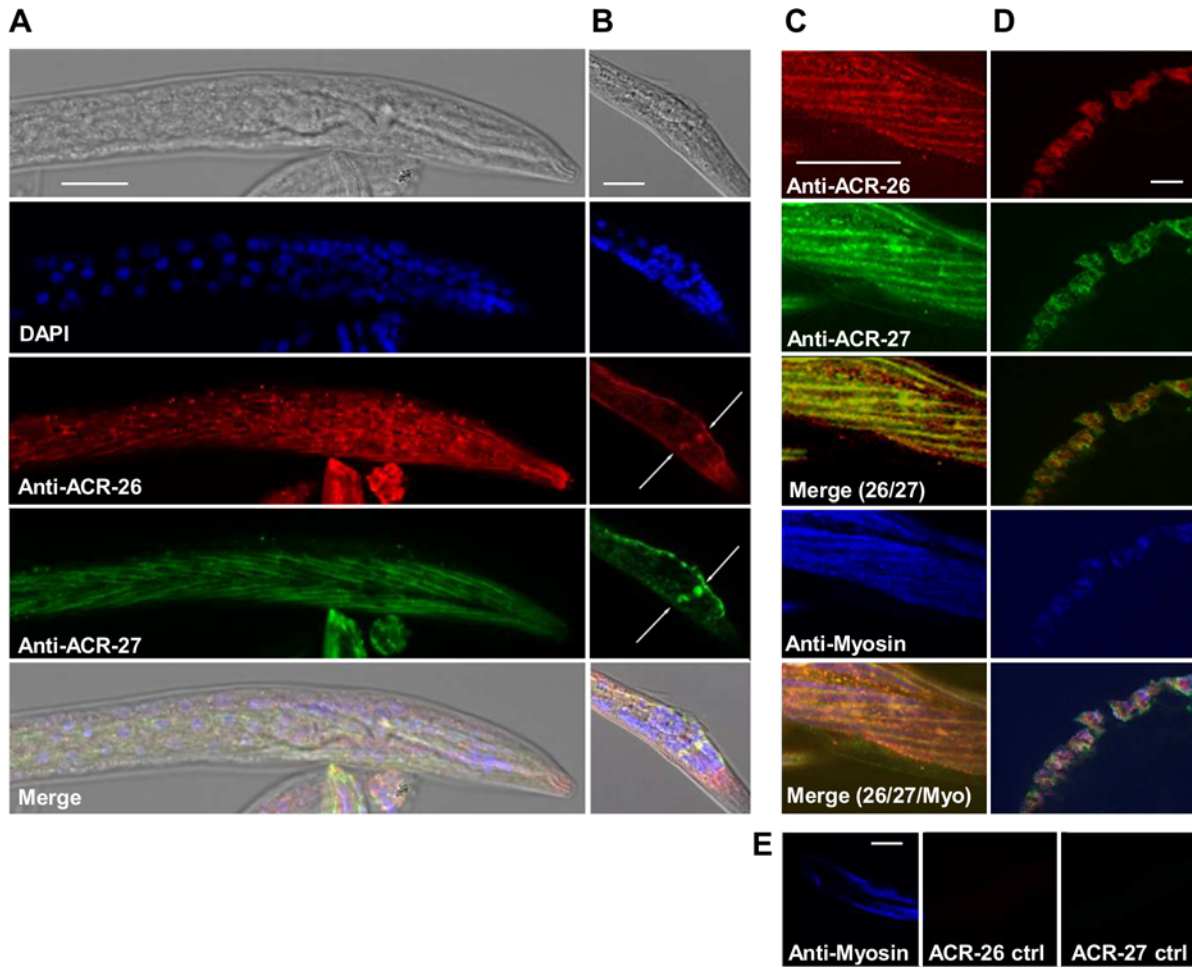 A
B
C
D
DAPI
Anti-ACR-26
Anti-ACR-27
Merge
Anti-ACR-26
Anti-ACR-27
Merge (26/27)
Anti-Myosin
Merge (26/27/Myo)
E
Anti-Myosin
ACR-26 ctrl
ACR-27 ctrl